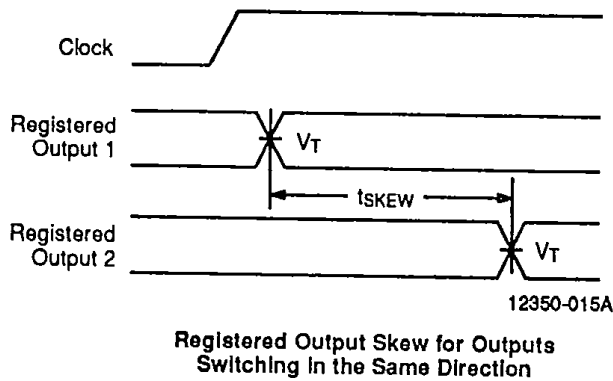 Clock
Registered
Output 1
VT
tSKEW
Registered
Output 2
VT
12350-015A
Registered Output Skew for Outputs
Switching in the Same Direction